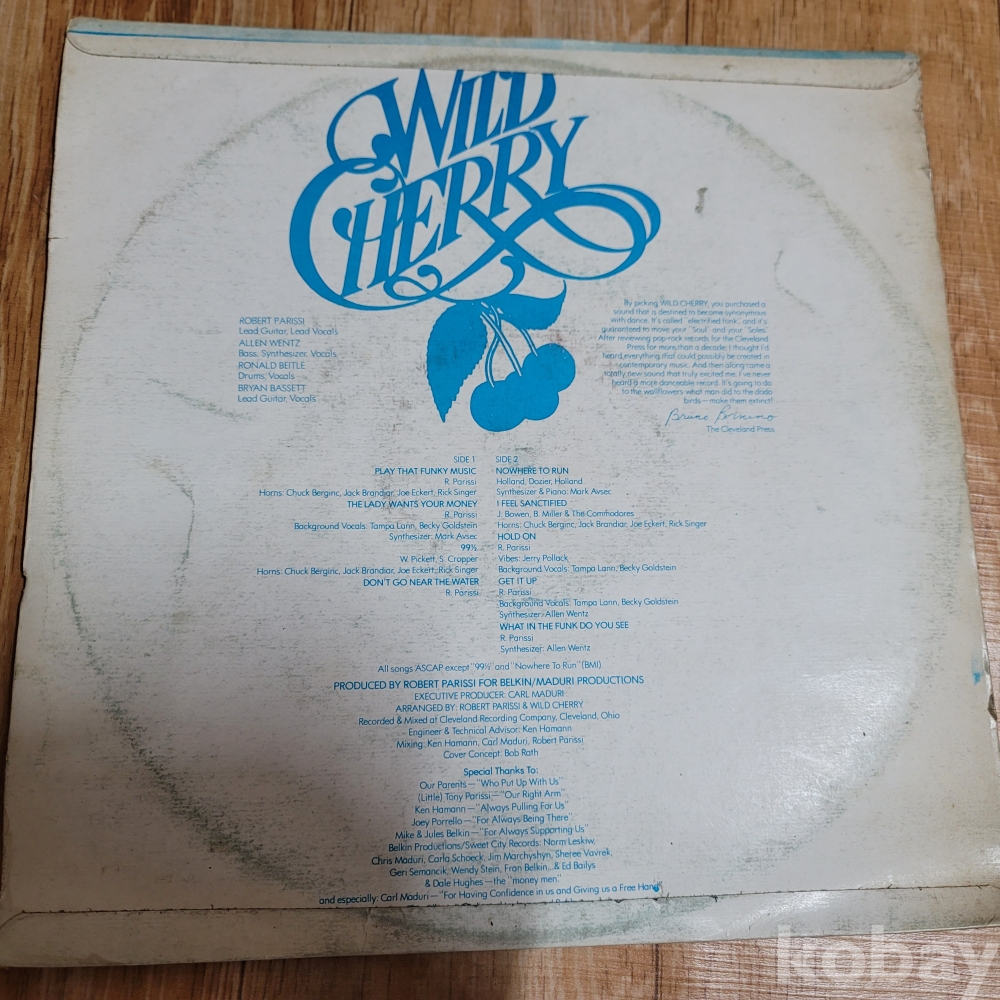 WILD
CHERRY
ROBERT PARISSI
Lead Guitar, Lead Vocals
ALLEN WENTZ
Bass, Synthesizer, Vocals
RONALD BEITLE
Drums, Vocals
BRYAN BASSETT
Lead Guitar, Vocals
By picking WILD CHERRY, you purchased a
sound that is destined to become synonymous
with dance. It's called "electrified funk" and it's
guaranteed to move your "Soul" and your "Soles."
After reviewing pop-rock records for the Cleveland
Press for more than a decade, I thought I'd
heard everything that could possibly be created in
contemporary music. And then along came a
totally new sound that truly excited me. I've never
heard a more danceable record. It's going to do
to the wallflowers what man did to the dodo
birds—make them extinct!
Bruno Bornino
The Cleveland Press
SIDE 1
PLAY THAT FUNKY MUSIC
R. Parissi
Horns: Chuck Berginc, Jack Brandiar, Joe Eckert, Rick Singer
THE LADY WANTS YOUR MONEY
R. Parissi
Background Vocals: Tampa Lann, Becky Goldstein
Synthesizer: Mark Avsec
99½
W. Pickett, S. Cropper
Horns: Chuck Berginc, Jack Brandiar, Joe Eckert, Rick Singer
DON'T GO NEAR THE WATER
R. Parissi
SIDE 2
NOWHERE TO RUN
Holland, Dozier, Holland
Synthesizer & Piano: Mark Avsec
I FEEL SANCTIFIED
J. Bowen, B. Miller & The Commodores
Horns: Chuck Berginc, Jack Brandiar, Joe Eckert, Rick Singer
HOLD ON
R. Parissi
Vibes: Jerry Pollack
Background Vocals: Tampa Lann, Becky Goldstein
GET IT UP
R. Parissi
Background Vocals: Tampa Lann, Becky Goldstein
Synthesizer: Allen Wentz
WHAT IN THE FUNK DO YOU SEE
R. Parissi
Synthesizer: Allen Wentz
All songs ASCAP except "99½" and "Nowhere To Run" (BMI)
PRODUCED BY ROBERT PARISSI FOR BELKIN/MADURI PRODUCTIONS
EXECUTIVE PRODUCER: CARL MADURI
ARRANGED BY: ROBERT PARISSI & WILD CHERRY
Recorded & Mixed at Cleveland Recording Company, Cleveland, Ohio
Engineer & Technical Advisor: Ken Hamann
Mixing: Ken Hamann, Carl Maduri, Robert Parissi
Cover Concept: Bob Rath
Special Thanks To:
Our Parents—"Who Put Up With Us"
(Little) Tony Parissi—"Our Right Arm"
Ken Hamann—"Always Pulling For Us"
Joey Porrello—"For Always Being There"
Mike & Jules Belkin—"For Always Supporting Us"
Belkin Productions/Sweet City Records: Norm Leskiw,
Chris Maduri, Carla Schoeck, Jim Marchyshyn, Sheree Vavrek,
Geri Semancik, Wendy Stein, Fran Belkin, & Ed Bailys
& Dale Hughes—the "money men"
and especially: Carl Maduri—"For Having Confidence in us and Giving us a Free Hand"
kobay